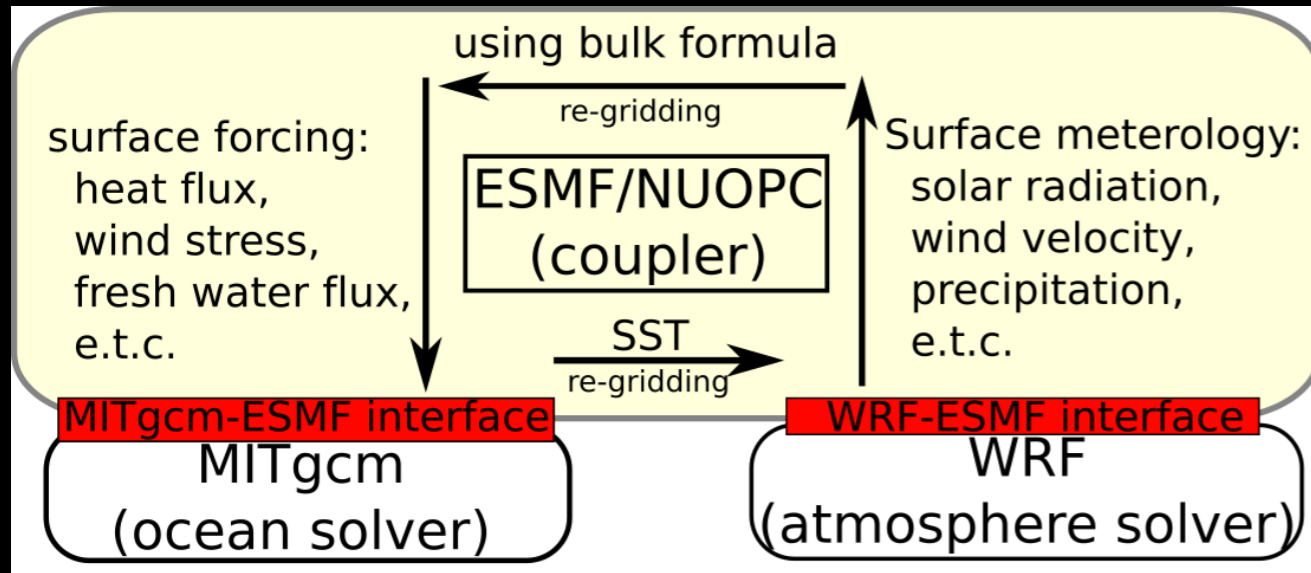 using bulk formula
re-gridding
surface forcing:
heat flux,
wind stress,
fresh water flux,
e.t.c.
ESMF/NUOPC
(coupler)
Surface meterology:
solar radiation,
wind velocity,
precipitation,
e.t.c.
SST
re-gridding
MITgcm-ESMF interface
MITgcm
(ocean solver)
WRF-ESMF interface
WRF
(atmosphere solver)